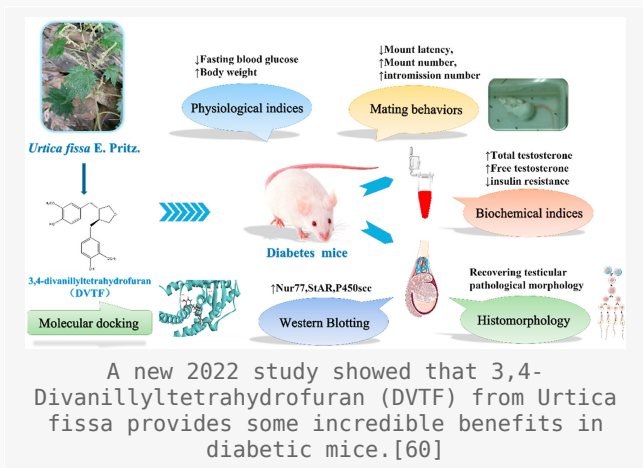 ↓Fasting blood glucose
↑Body weight
Physiological indices
↓Mount latency,
↑Mount number,
↑intromission number
Mating behaviors
Urtica fissa E. Pritz.
3,4-divanillyltetrahydrofuran
(DVTF)
Molecular docking
Diabetes mice
↑Total testosterone
↑Free testosterone
↓insulin resistance
Biochemical indices
↑Nur77,StAR,P450scc
Western Blotting
Recovering testicular
pathological morphology
Histomorphology
A new 2022 study showed that 3,4-
Divanillyltetrahydrofuran (DVTF) from Urtica
fissa provides some incredible benefits in
diabetic mice.[60]